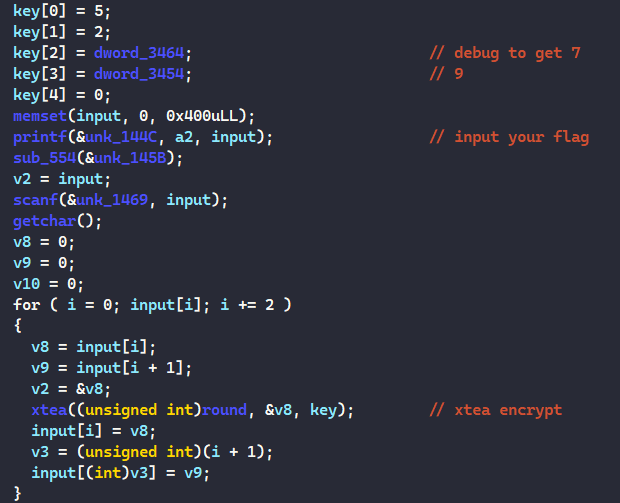 key[0] = 5;
key[1] = 2;
key[2] = dword_3464; // debug to get 7
key[3] = dword_3454; // 9
key[4] = 0;
memset(input, 0, 0x400uLL);
printf(&unk_144C, a2, input); // input your flag
sub_554(&unk_145B);
v2 = input;
scanf(&unk_1469, input);
getchar();
v8 = 0;
v9 = 0;
v10 = 0;
for ( i = 0; input[i]; i += 2 )
{
v8 = input[i];
v9 = input[i + 1];
v2 = &v8;
xtea((unsigned int)round, &v8, key); // xtea encrypt
input[i] = v8;
v3 = (unsigned int)(i + 1);
input[(int)v3] = v9;
}